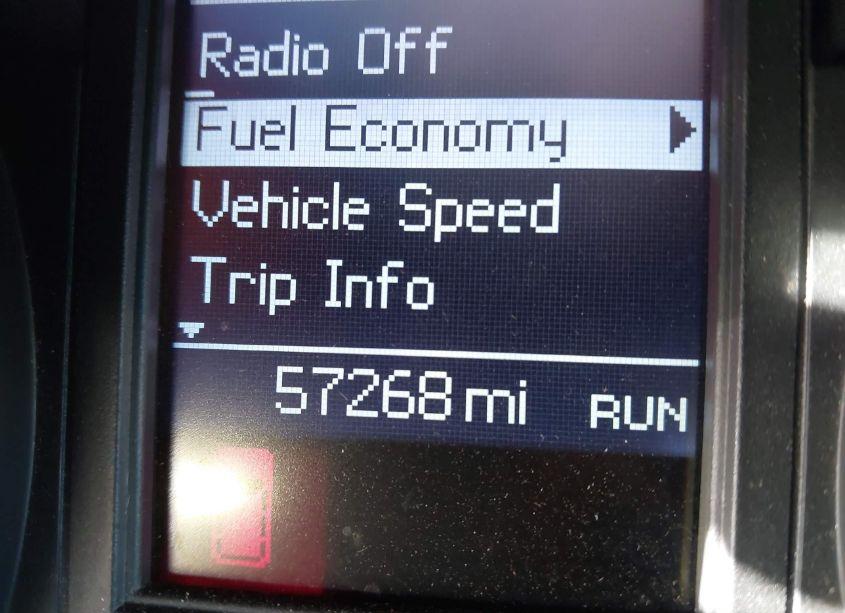 Radio Off
Fuel Economy
Vehicle Speed
Trip Info
57268 mi RUN